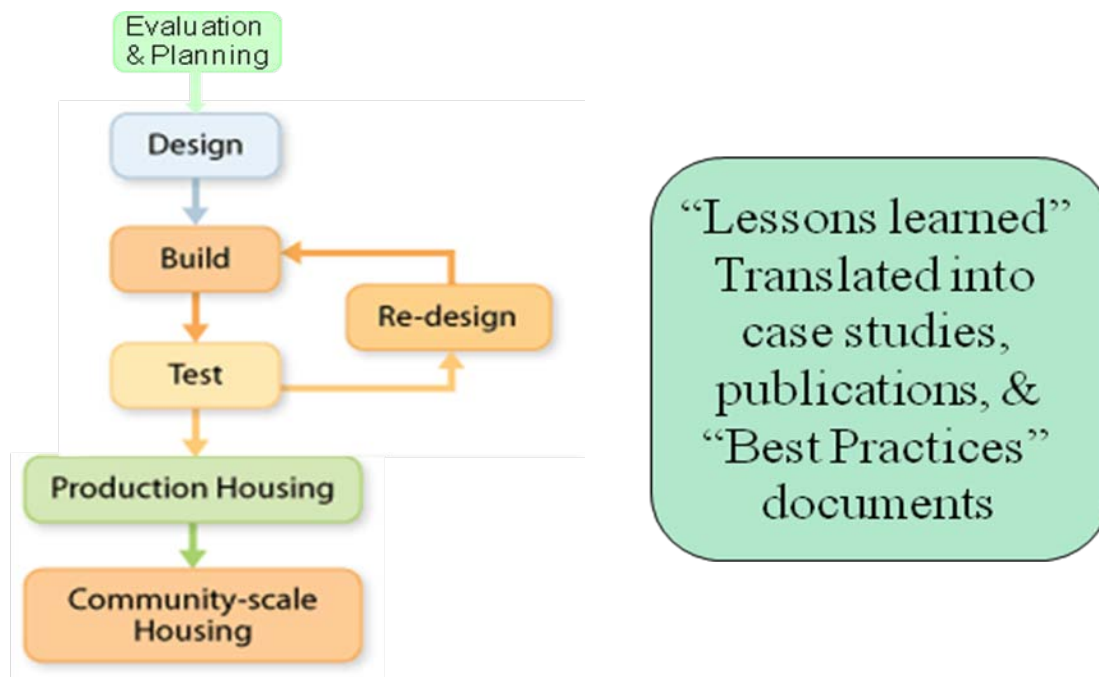 Evaluation
& Planning
Design
Build
Re-design
Test
Production Housing
Community-scale
Housing
“Lessons learned”
Translated into
case studies,
publications, &
“Best Practices”
documents